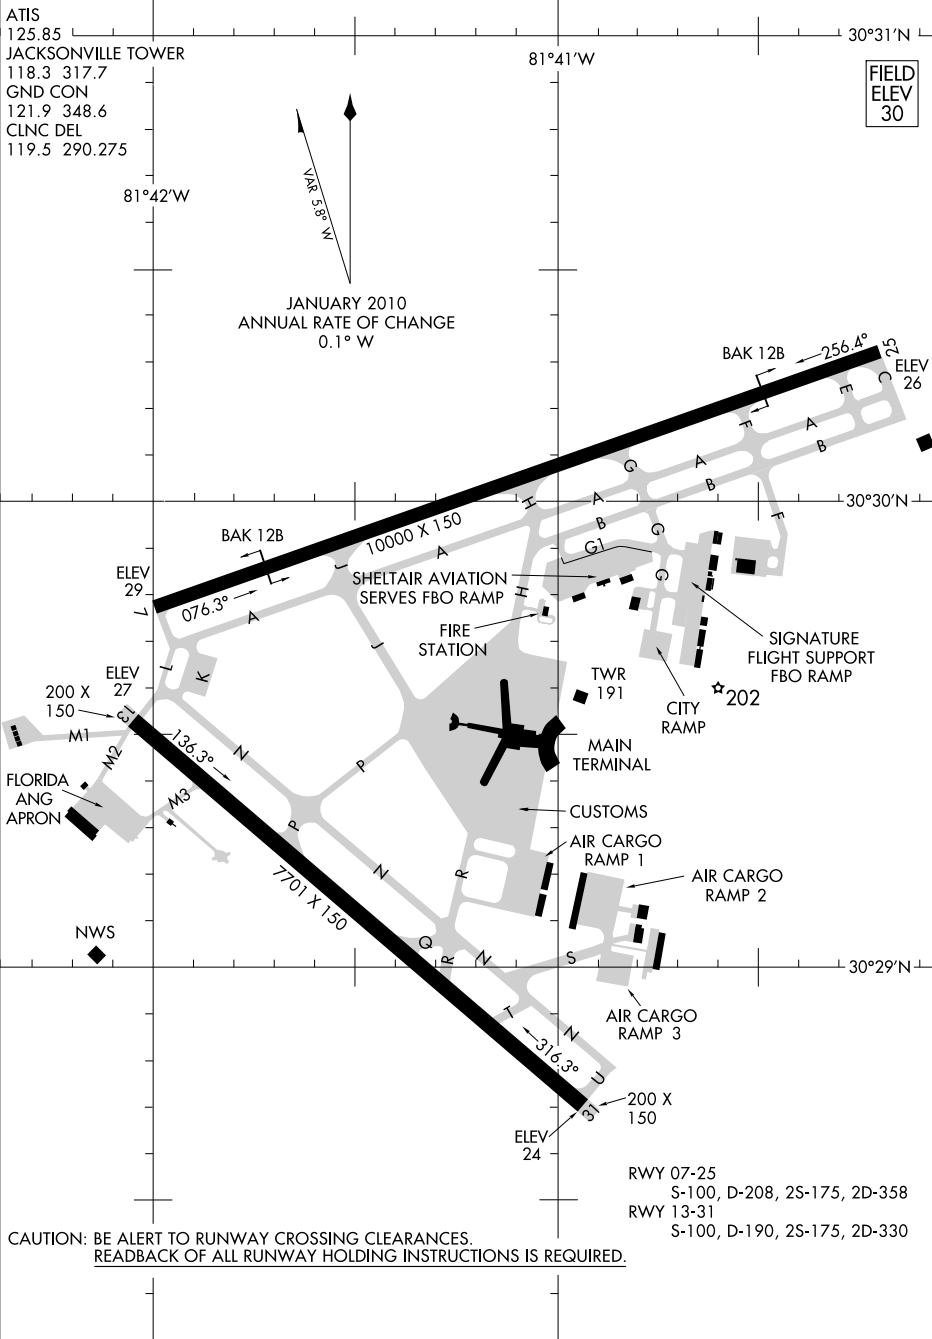 ATIS
125.85
JACKSONVILLE TOWER
118.3 317.7
GND CON
121.9 348.6
CLNC DEL
119.5 290.275
30°31'N
81°41'W
FIELD
ELEV
30
81°42'W
VAR 5.8° W
JANUARY 2010
ANNUAL RATE OF CHANGE
0.1° W
BAK 12B
256.4°
25
ELEV
26
C
E
F
A
B
G
A
B
H
A
B
F
30°30'N
10000 X 150
BAK 12B
A
G
G1
G
J
H
ELEV
29
7
076.3°
A
SHELTAIR AVIATION
SERVES FBO RAMP
FIRE
STATION
SIGNATURE
FLIGHT SUPPORT
FBO RAMP
J
L
K
ELEV
27
200 X
150
13
TWR
191
202
CITY
RAMP
M1
M2
136.3°
N
P
MAIN
TERMINAL
FLORIDA
ANG
APRON
M3
P
CUSTOMS
AIR CARGO
RAMP 1
N
R
7701 X 150
AIR CARGO
RAMP 2
NWS
Q
R
N
S
30°29'N
AIR CARGO
RAMP 3
T
N
316.3°
U
31
200 X
150
ELEV
24
RWY 07-25
S-100, D-208, 2S-175, 2D-358
RWY 13-31
S-100, D-190, 2S-175, 2D-330
CAUTION: BE ALERT TO RUNWAY CROSSING CLEARANCES.
READBACK OF ALL RUNWAY HOLDING INSTRUCTIONS IS REQUIRED.